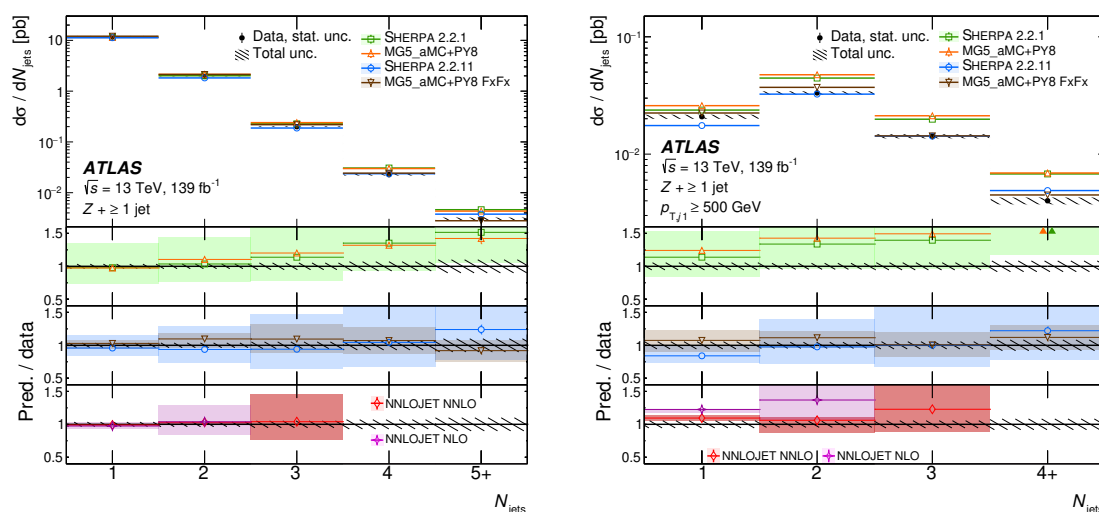 dσ / dN_jets [pb]
10
1
10⁻¹
10⁻²
Data, stat. unc.
Total unc.
SHERPA 2.2.1
MG5_aMC+PY8
SHERPA 2.2.11
MG5_aMC+PY8 FxFx
ATLAS
√s = 13 TeV, 139 fb⁻¹
Z + ≥ 1 jet
Pred. / data
1.5
1
0.5
1.5
1
0.5
1.5
1
0.5
NNLOJET NNLO
NNLOJET NLO
1 2 3 4 5+
N_jets
dσ / dN_jets [pb]
10⁻¹
10⁻²
Data, stat. unc.
Total unc.
SHERPA 2.2.1
MG5_aMC+PY8
SHERPA 2.2.11
MG5_aMC+PY8 FxFx
ATLAS
√s = 13 TeV, 139 fb⁻¹
Z + ≥ 1 jet
p_T,j1 ≥ 500 GeV
Pred. / data
1.5
1
0.5
1.5
1
0.5
1.5
1
0.5
NNLOJET NNLO NNLOJET NLO
1 2 3 4+
N_jets